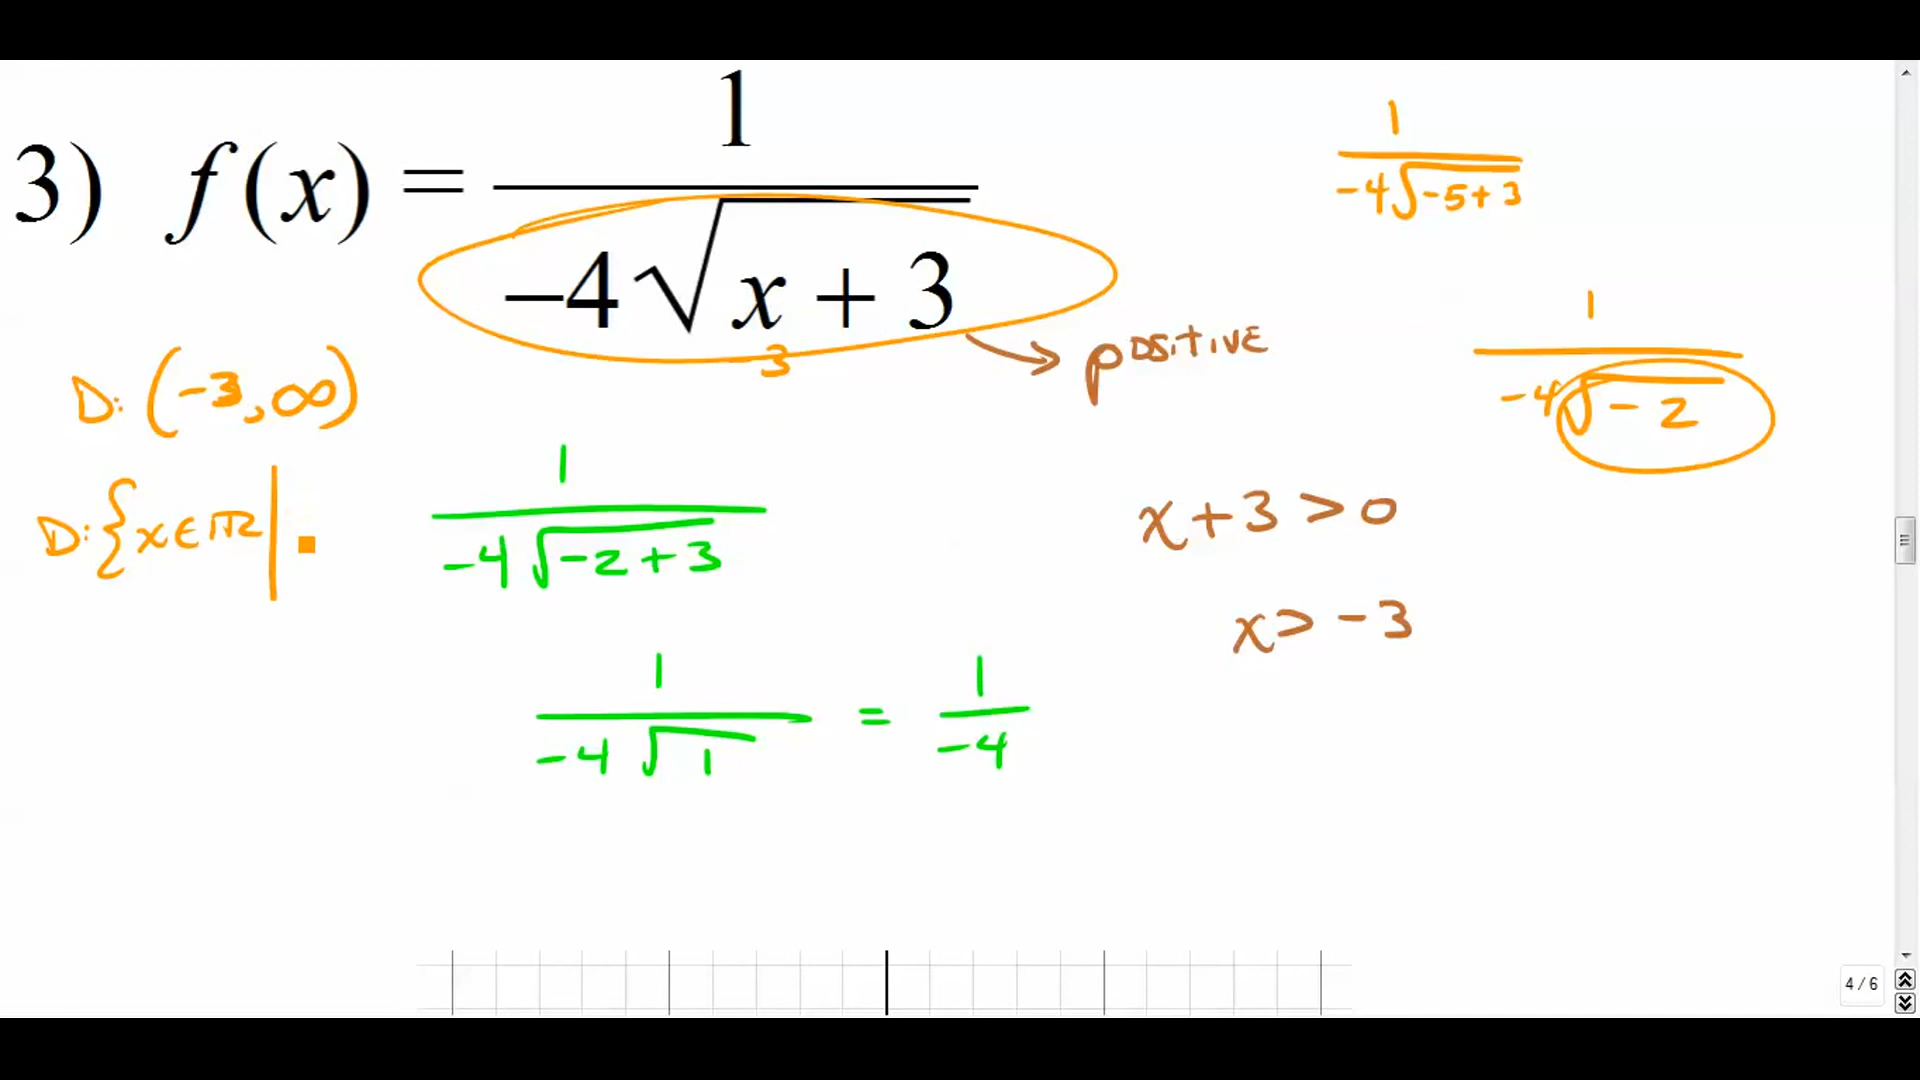 3) f(x) = 1 / −4√x + 3
3
positive
D: (-3, ∞)
D: {x ∈ ℝ |
1 / -4√-2 + 3
1 / -4√1 = 1 / -4
1 / -4√-5 + 3
1 / -4√-2
x + 3 > 0
x > -3
4 / 6